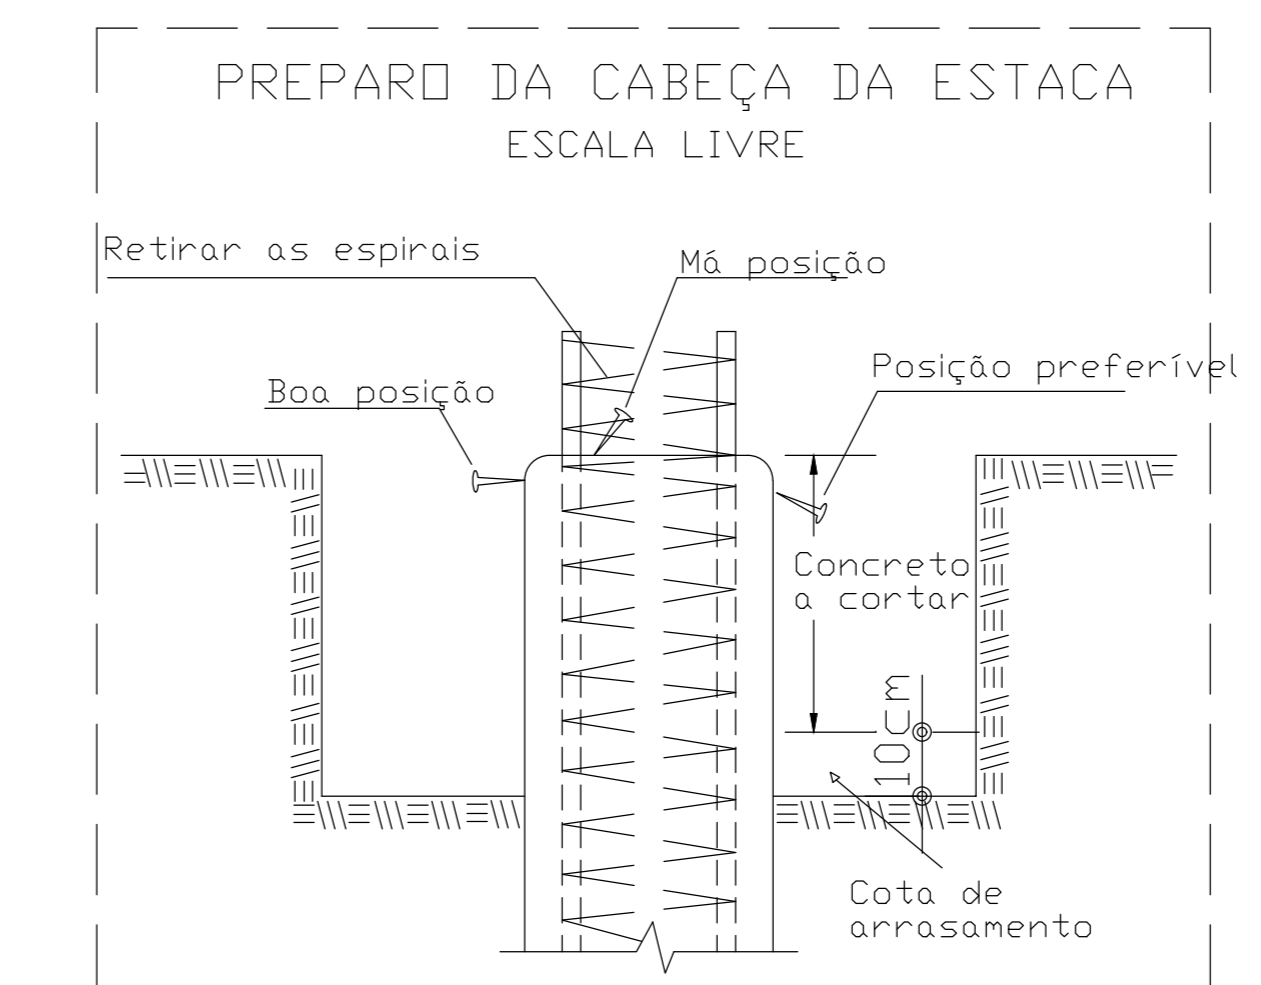 PREPARO DA CABEÇA DA ESTACA
ESCALA LIVRE
Retirar as espirais
Má posição
Posição preferível
Boa posição
Concreto
a cortar
10cm
Cota de
arrasamento